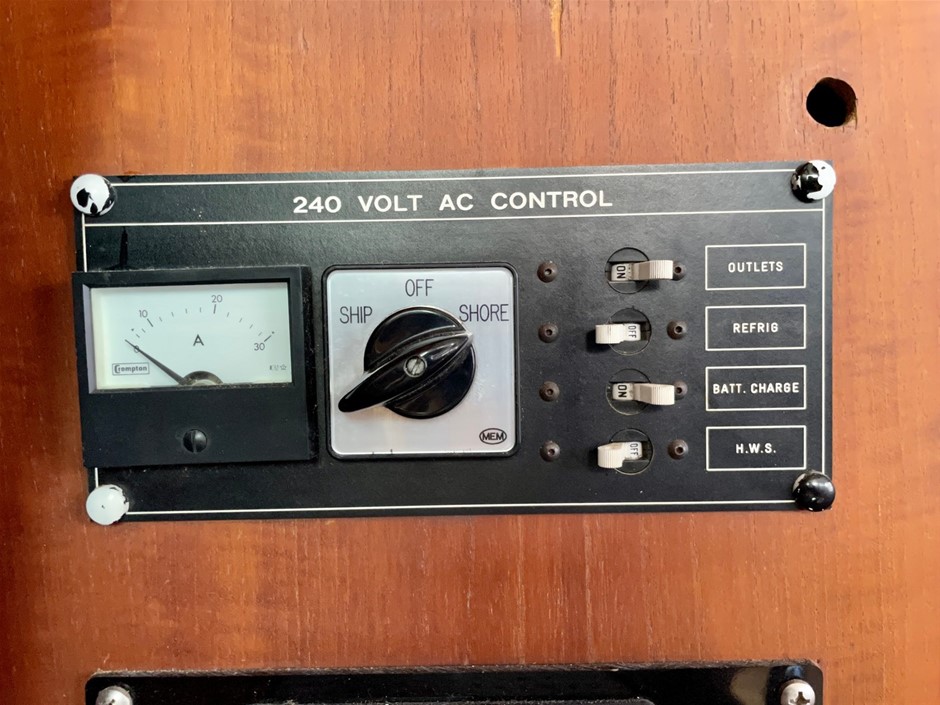 240 VOLT AC CONTROL
0 10 20 30
A
Crompton
OFF
SHIP SHORE
MEM
ON OUTLETS
OFF REFRIG
ON BATT. CHARGE
OFF H.W.S.